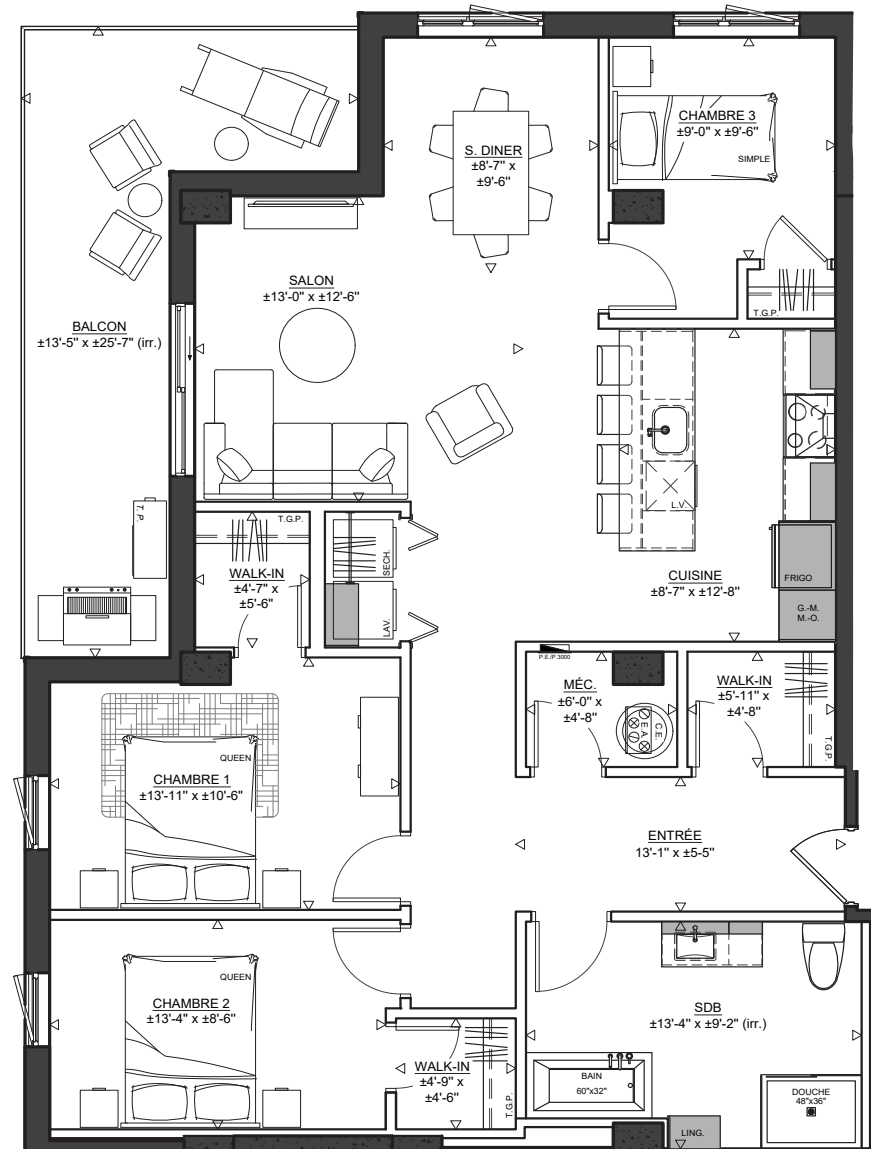 CHAMBRE 3
±9'-0" x ±9'-6"
SIMPLE
S. DINER
±8'-7" x
±9'-6"
SALON
±13'-0" x ±12'-6"
T.G.P.
BALCON
±13'-5" x ±25'-7" (irr.)
T.P.
T.G.P.
WALK-IN
±4'-7" x
±5'-6"
SECH.
LAV.
L.V.
CUISINE
±8'-7" x ±12'-8"
FRIGO
G.-M.
M.-O.
P.E./P.3000
MÉC.
±6'-0" x
±4'-8"
C.E.
E.A.
WALK-IN
±5'-11" x
±4'-8"
T.G.P.
QUEEN
CHAMBRE 1
±13'-11" x ±10'-6"
ENTRÉE
13'-1" x ±5-5"
QUEEN
CHAMBRE 2
±13'-4" x ±8'-6"
SDB
±13'-4" x ±9'-2" (irr.)
WALK-IN
±4'-9" x
±4'-6"
T.G.P.
BAIN
60"x32"
DOUCHE
48"x36"
LING.